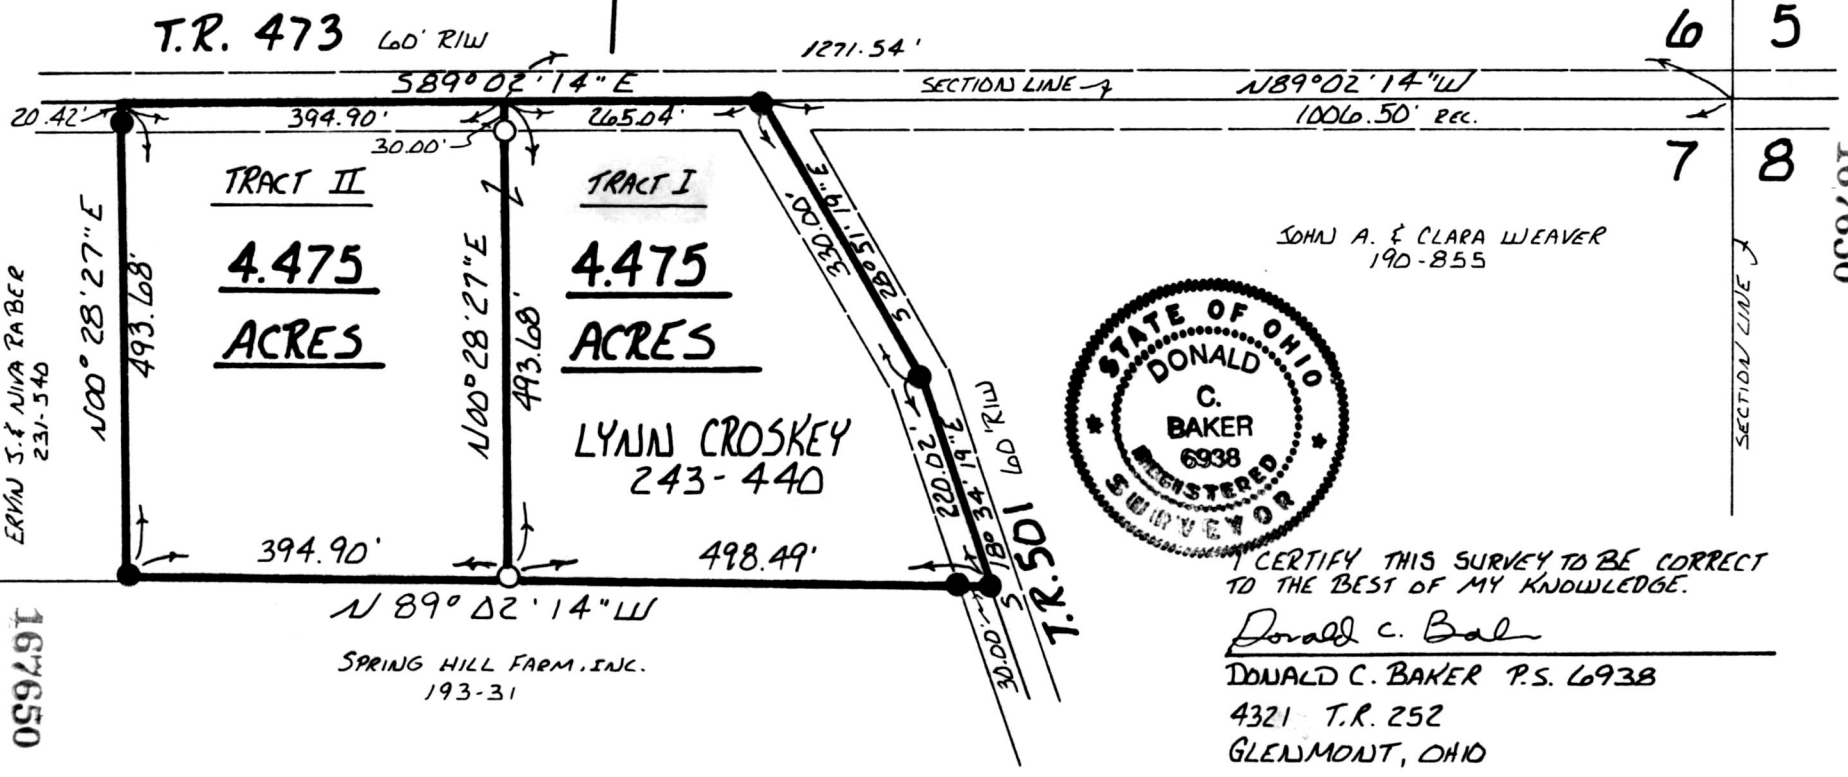 T.R. 473 60' R/W
1271.54'
6 5
S89°02'14"E
SECTION LINE
N89°02'14"W
20.42'
394.90'
265.04'
1006.50' REC.
30.00'
7 8
TRACT II
TRACT I
4.475
ACRES
4.475
ACRES
N00°28'27"E
493.68'
N00°28'27"E
493.68'
ERVIN J. & NIVA RABER
231-540
LYNN CROSKEY
243-440
330.00'
S 28°51'19"E
220.02'
S 18°34'19"E
60' R/W
T.R. 501
30.00'
JOHN A. & CLARA WEAVER
190-855
SECTION LINE
167650
STATE OF OHIO
DONALD
C.
BAKER
6938
REGISTERED
SURVEYOR
394.90'
498.49'
N 89°02'14"W
SPRING HILL FARM, INC.
193-31
167650
I CERTIFY THIS SURVEY TO BE CORRECT
TO THE BEST OF MY KNOWLEDGE.
Donald C. Baker
DONALD C. BAKER P.S. 6938
4321 T.R. 252
GLENMONT, OHIO